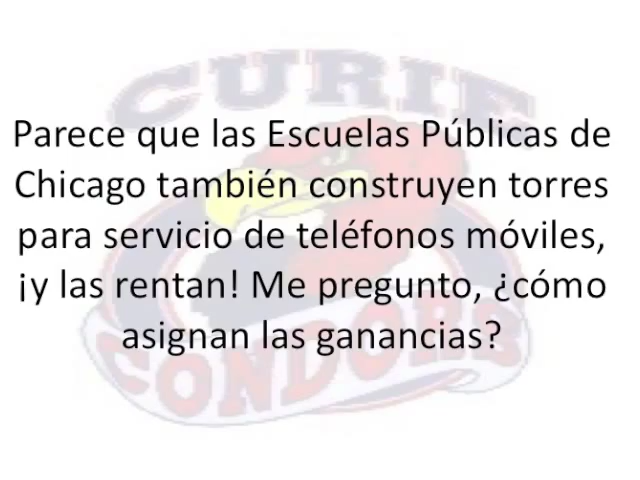 CURIE
Parece que las Escuelas Públicas de
Chicago también construyen torres
para servicio de teléfonos móviles,
¡y las rentan! Me pregunto, ¿cómo
asignan las ganancias?
CONDORS